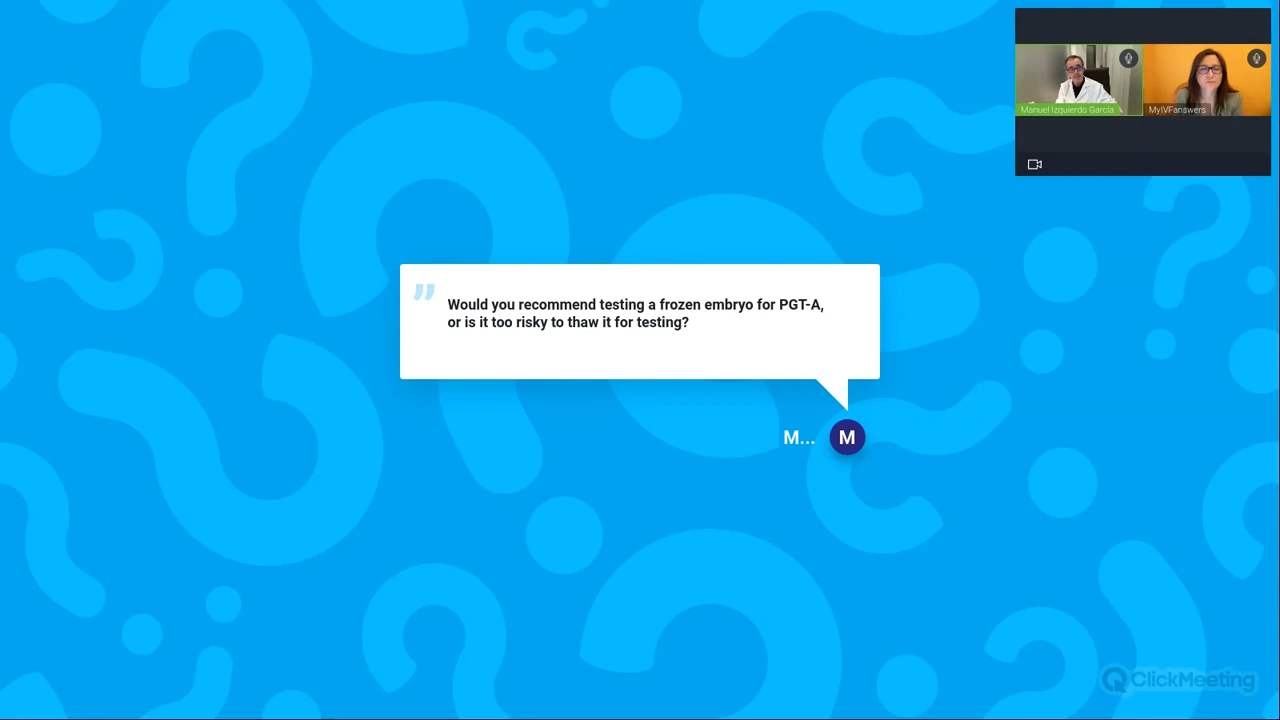 Manuel Izquierdo García
MyIVFanswers
” Would you recommend testing a frozen embryo for PGT-A,
or is it too risky to thaw it for testing?
M... M
ClickMeeting